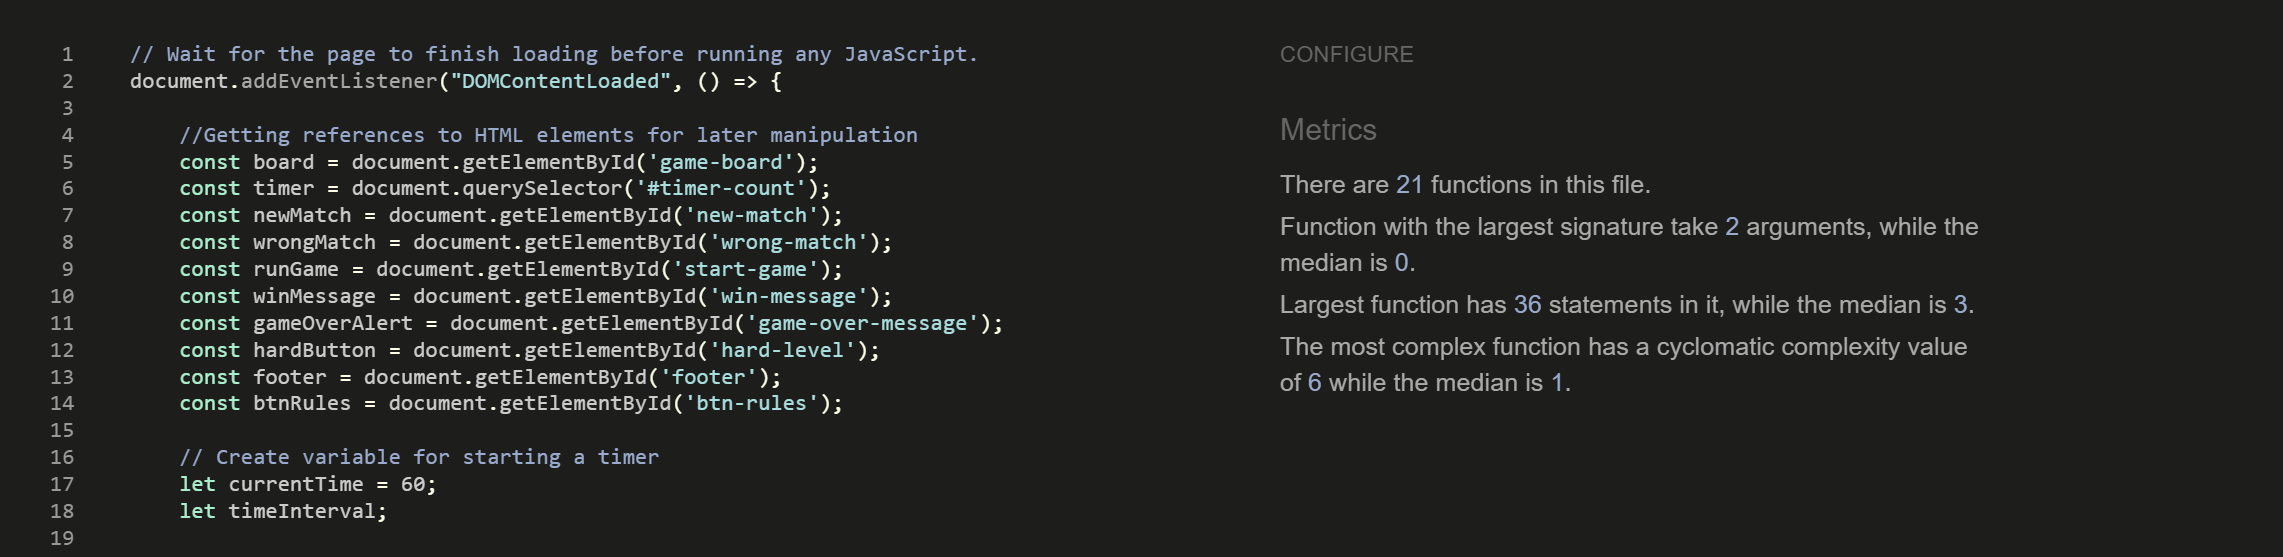 1 // Wait for the page to finish loading before running any JavaScript.
2 document.addEventListener("DOMContentLoaded", () => {
3
4 //Getting references to HTML elements for later manipulation
5 const board = document.getElementById('game-board');
6 const timer = document.querySelector('#timer-count');
7 const newMatch = document.getElementById('new-match');
8 const wrongMatch = document.getElementById('wrong-match');
9 const runGame = document.getElementById('start-game');
10 const winMessage = document.getElementById('win-message');
11 const gameOverAlert = document.getElementById('game-over-message');
12 const hardButton = document.getElementById('hard-level');
13 const footer = document.getElementById('footer');
14 const btnRules = document.getElementById('btn-rules');
15
16 // Create variable for starting a timer
17 let currentTime = 60;
18 let timeInterval;
19
CONFIGURE
Metrics
There are 21 functions in this file.
Function with the largest signature take 2 arguments, while the
median is 0.
Largest function has 36 statements in it, while the median is 3.
The most complex function has a cyclomatic complexity value
of 6 while the median is 1.